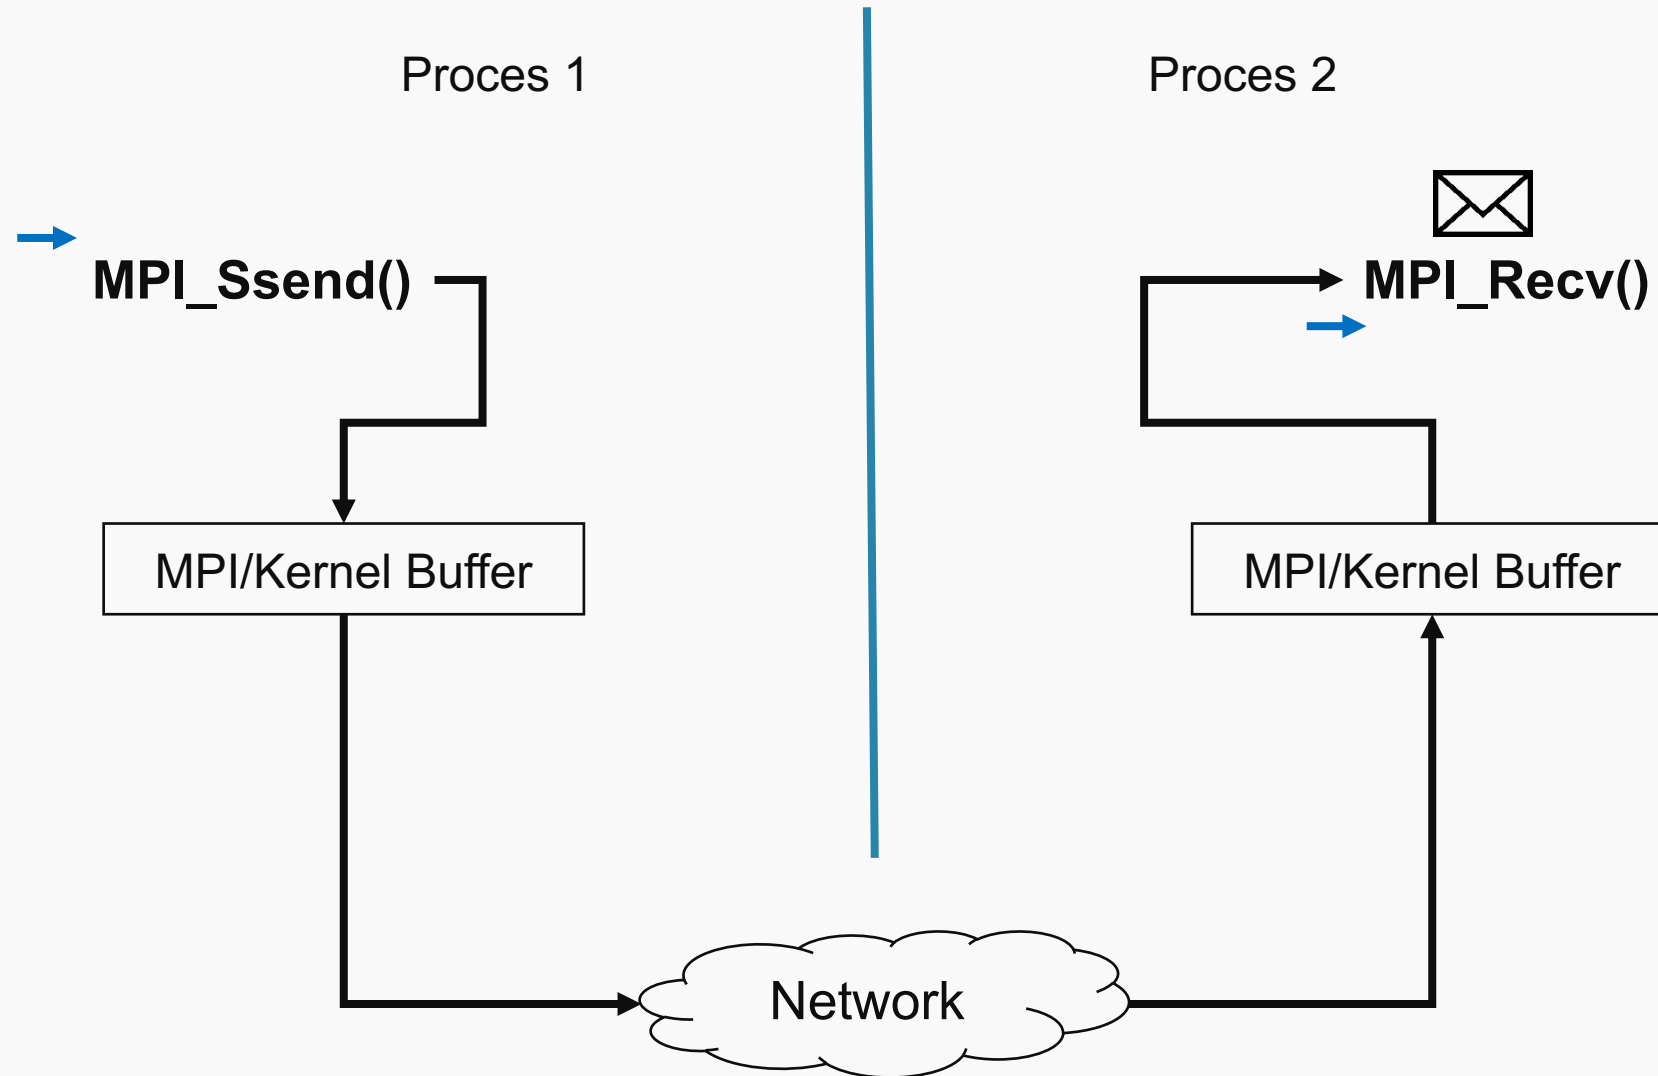 Proces 1
Proces 2
MPI_Ssend()
MPI_Recv()
MPI/Kernel Buffer
MPI/Kernel Buffer
Network